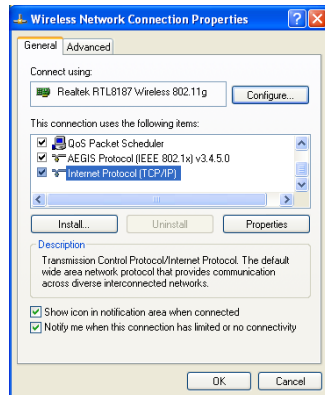 Wireless Network Connection Properties
General Advanced
Connect using:
Realtek RTL8187 Wireless 802.11g Configure...
This connection uses the following items:
QoS Packet Scheduler
AEGIS Protocol (IEEE 802.1x) v3.4.5.0
Internet Protocol (TCP/IP)
Install... Uninstall Properties
Description
Transmission Control Protocol/Internet Protocol. The default
wide area network protocol that provides communication
across diverse interconnected networks.
Show icon in notification area when connected
Notify me when this connection has limited or no connectivity
OK Cancel